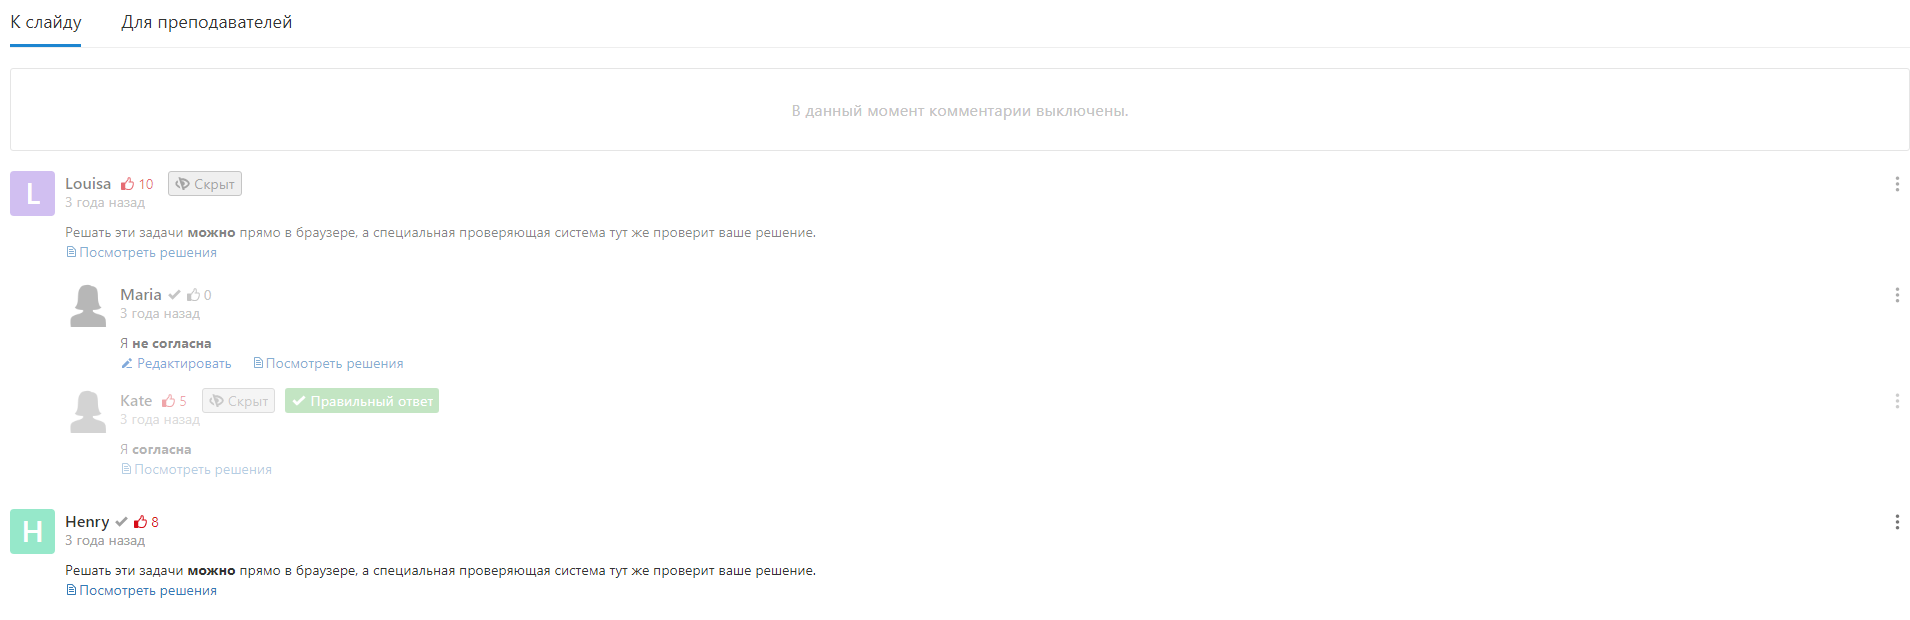 К слайду Для преподавателей
В данный момент комментарии выключены.
L Louisa 10 Скрыт
3 года назад
Решать эти задачи можно прямо в браузере, а специальная проверяющая система тут же проверит ваше решение.
Посмотреть решения
Maria 0
3 года назад
Я не согласна
Редактировать Посмотреть решения
Kate 5 Скрыт Правильный ответ
3 года назад
Я согласна
Посмотреть решения
H Henry 8
3 года назад
Решать эти задачи можно прямо в браузере, а специальная проверяющая система тут же проверит ваше решение.
Посмотреть решения